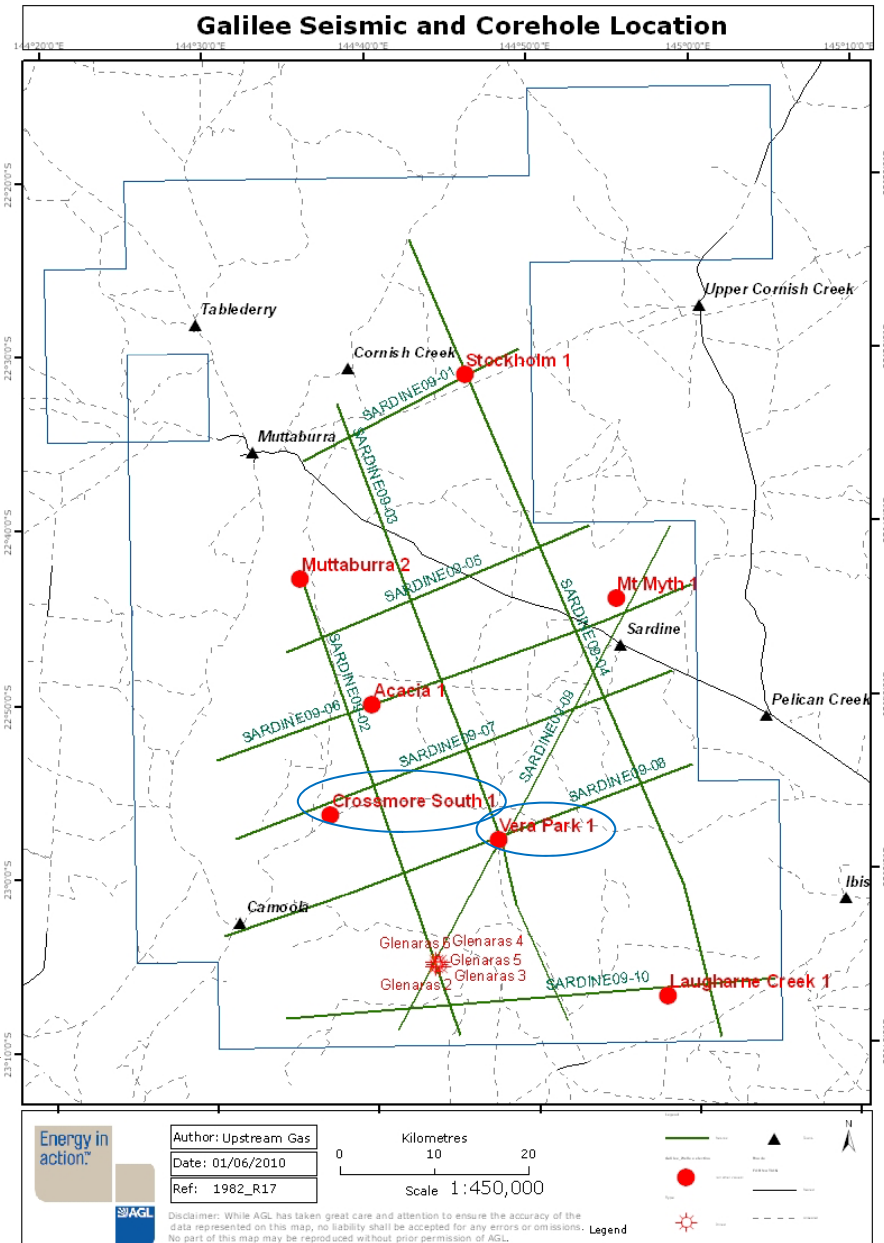 Galilee Seismic and Corehole Location
144°20'0"E 144°30'0"E 144°40'0"E 144°50'0"E 145°0'0"E 145°10'0"E
22°20'0"S
22°30'0"S
22°40'0"S
22°50'0"S
23°0'0"S
23°10'0"S
Upper Cornish Creek
Tablederry
Cornish Creek
Stockholm 1
SARDINE09-01
Muttaburra
SARDINE09-03
Muttaburra 2
SARDINE09-05
Mt Myth 1
Sardine
SARDINE09-04
SARDINE09-02
Acacia 1
Pelican Creek
SARDINE09-06
SARDINE09-07
SARDINE09-09
SARDINE09-08
Crossmore South 1
Vera Park 1
Ibis
Camoola
Glenaras 5 Glenaras 4
Glenaras 5
Glenaras 3
Glenaras 2
SARDINE09-10
Laugharne Creek 1
Energy in
action.™
AGL
Author: Upstream Gas
Date: 01/06/2010
Ref: 1982_R17
Kilometres
0 10 20
Scale 1:450,000
N
Disclaimer: While AGL has taken great care and attention to ensure the accuracy of the
data represented on this map, no liability shall be accepted for any errors or omissions.
No part of this map may be reproduced without prior permission of AGL.
Legend